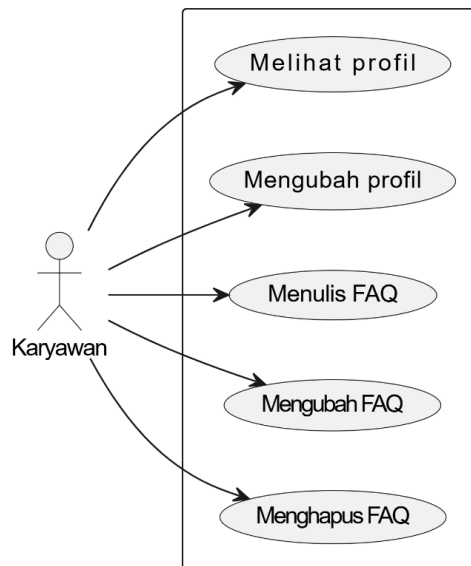 Melihat profil
Mengubah profil
Menulis FAQ
Karyawan
Mengubah FAQ
Menghapus FAQ